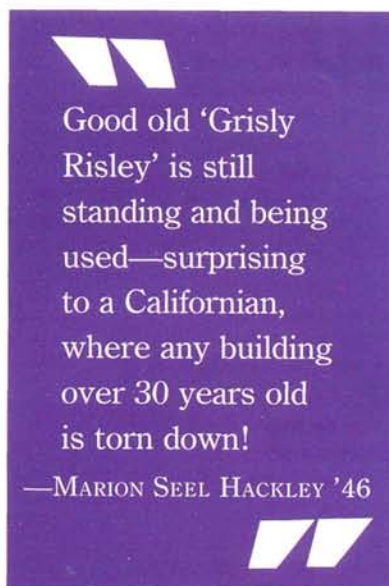 Good old ‘Grisly
Risley’ is still
standing and being
used—surprising
to a Californian,
where any building
over 30 years old
is torn down!
—MARION SEEL HACKLEY ’46